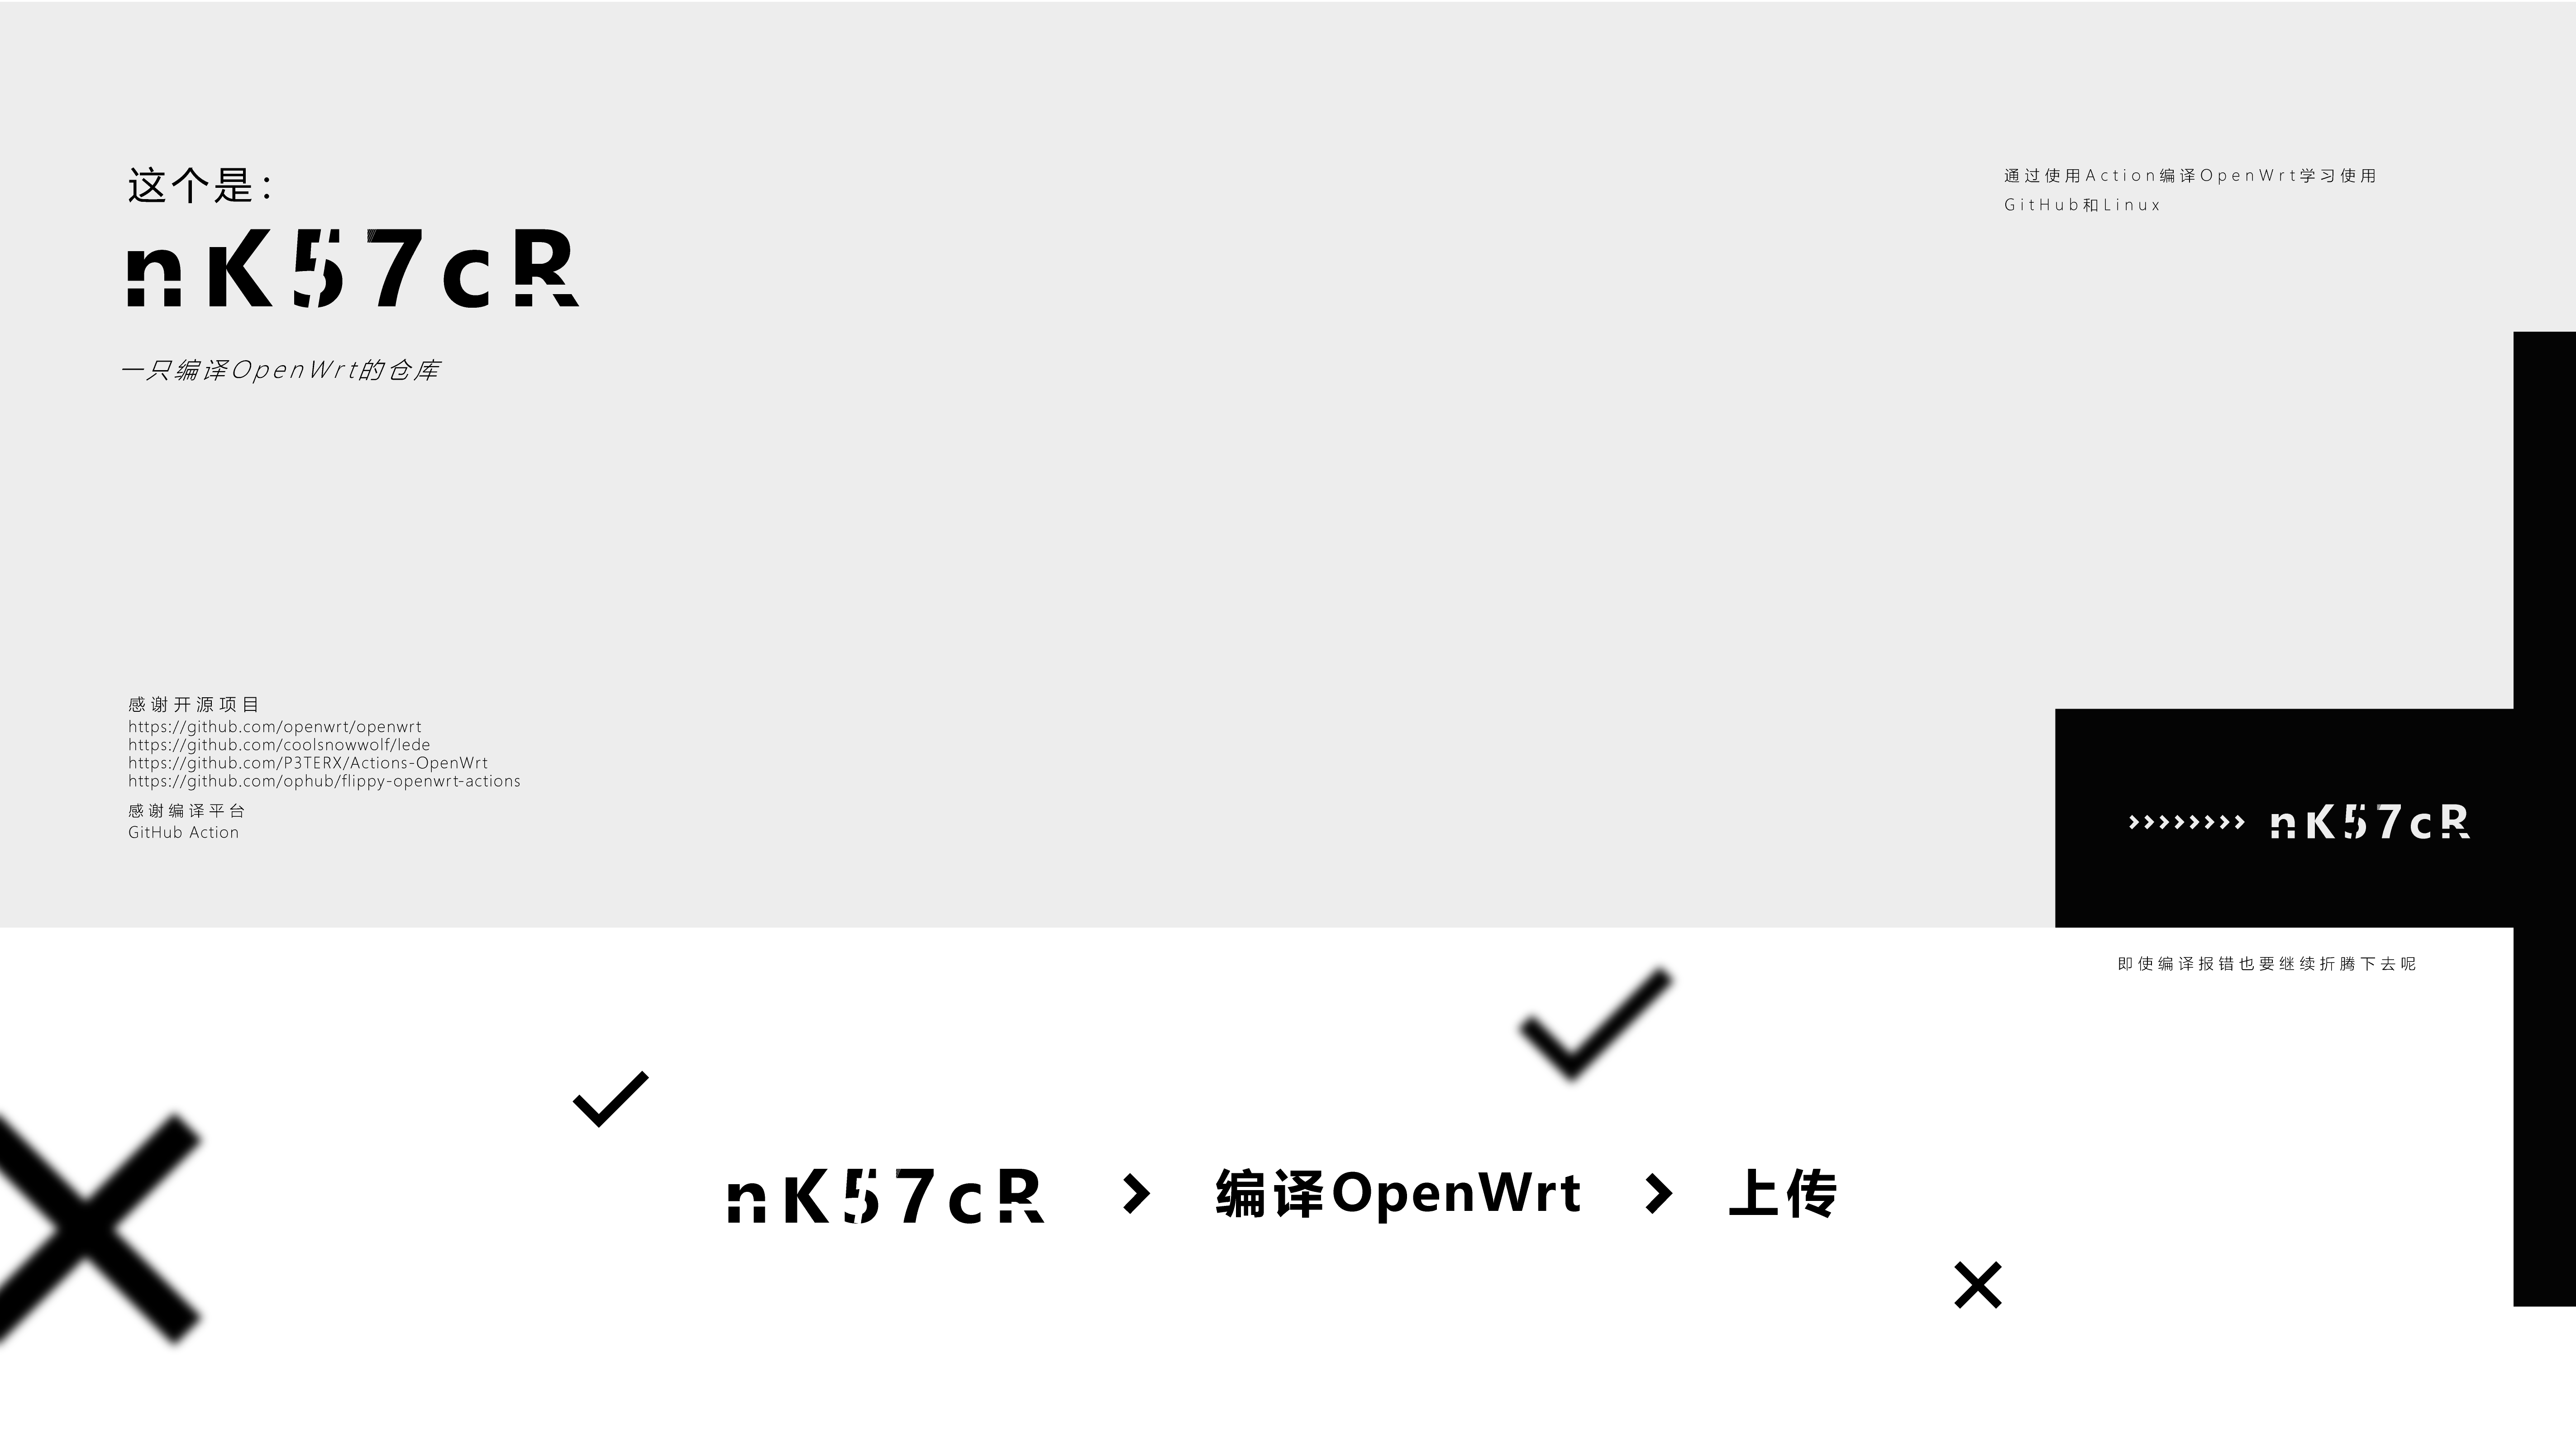 这个是：
nK57cR
一只编译OpenWrt的仓库
通过使用Action编译OpenWrt学习使用
GitHub和Linux
感谢开源项目
https://github.com/openwrt/openwrt
https://github.com/coolsnowwolf/lede
https://github.com/P3TERX/Actions-OpenWrt
https://github.com/ophub/flippy-openwrt-actions
感谢编译平台
GitHub Action
›››››››› nK57cR
即使编译报错也要继续折腾下去呢
nK57cR › 编译OpenWrt › 上传